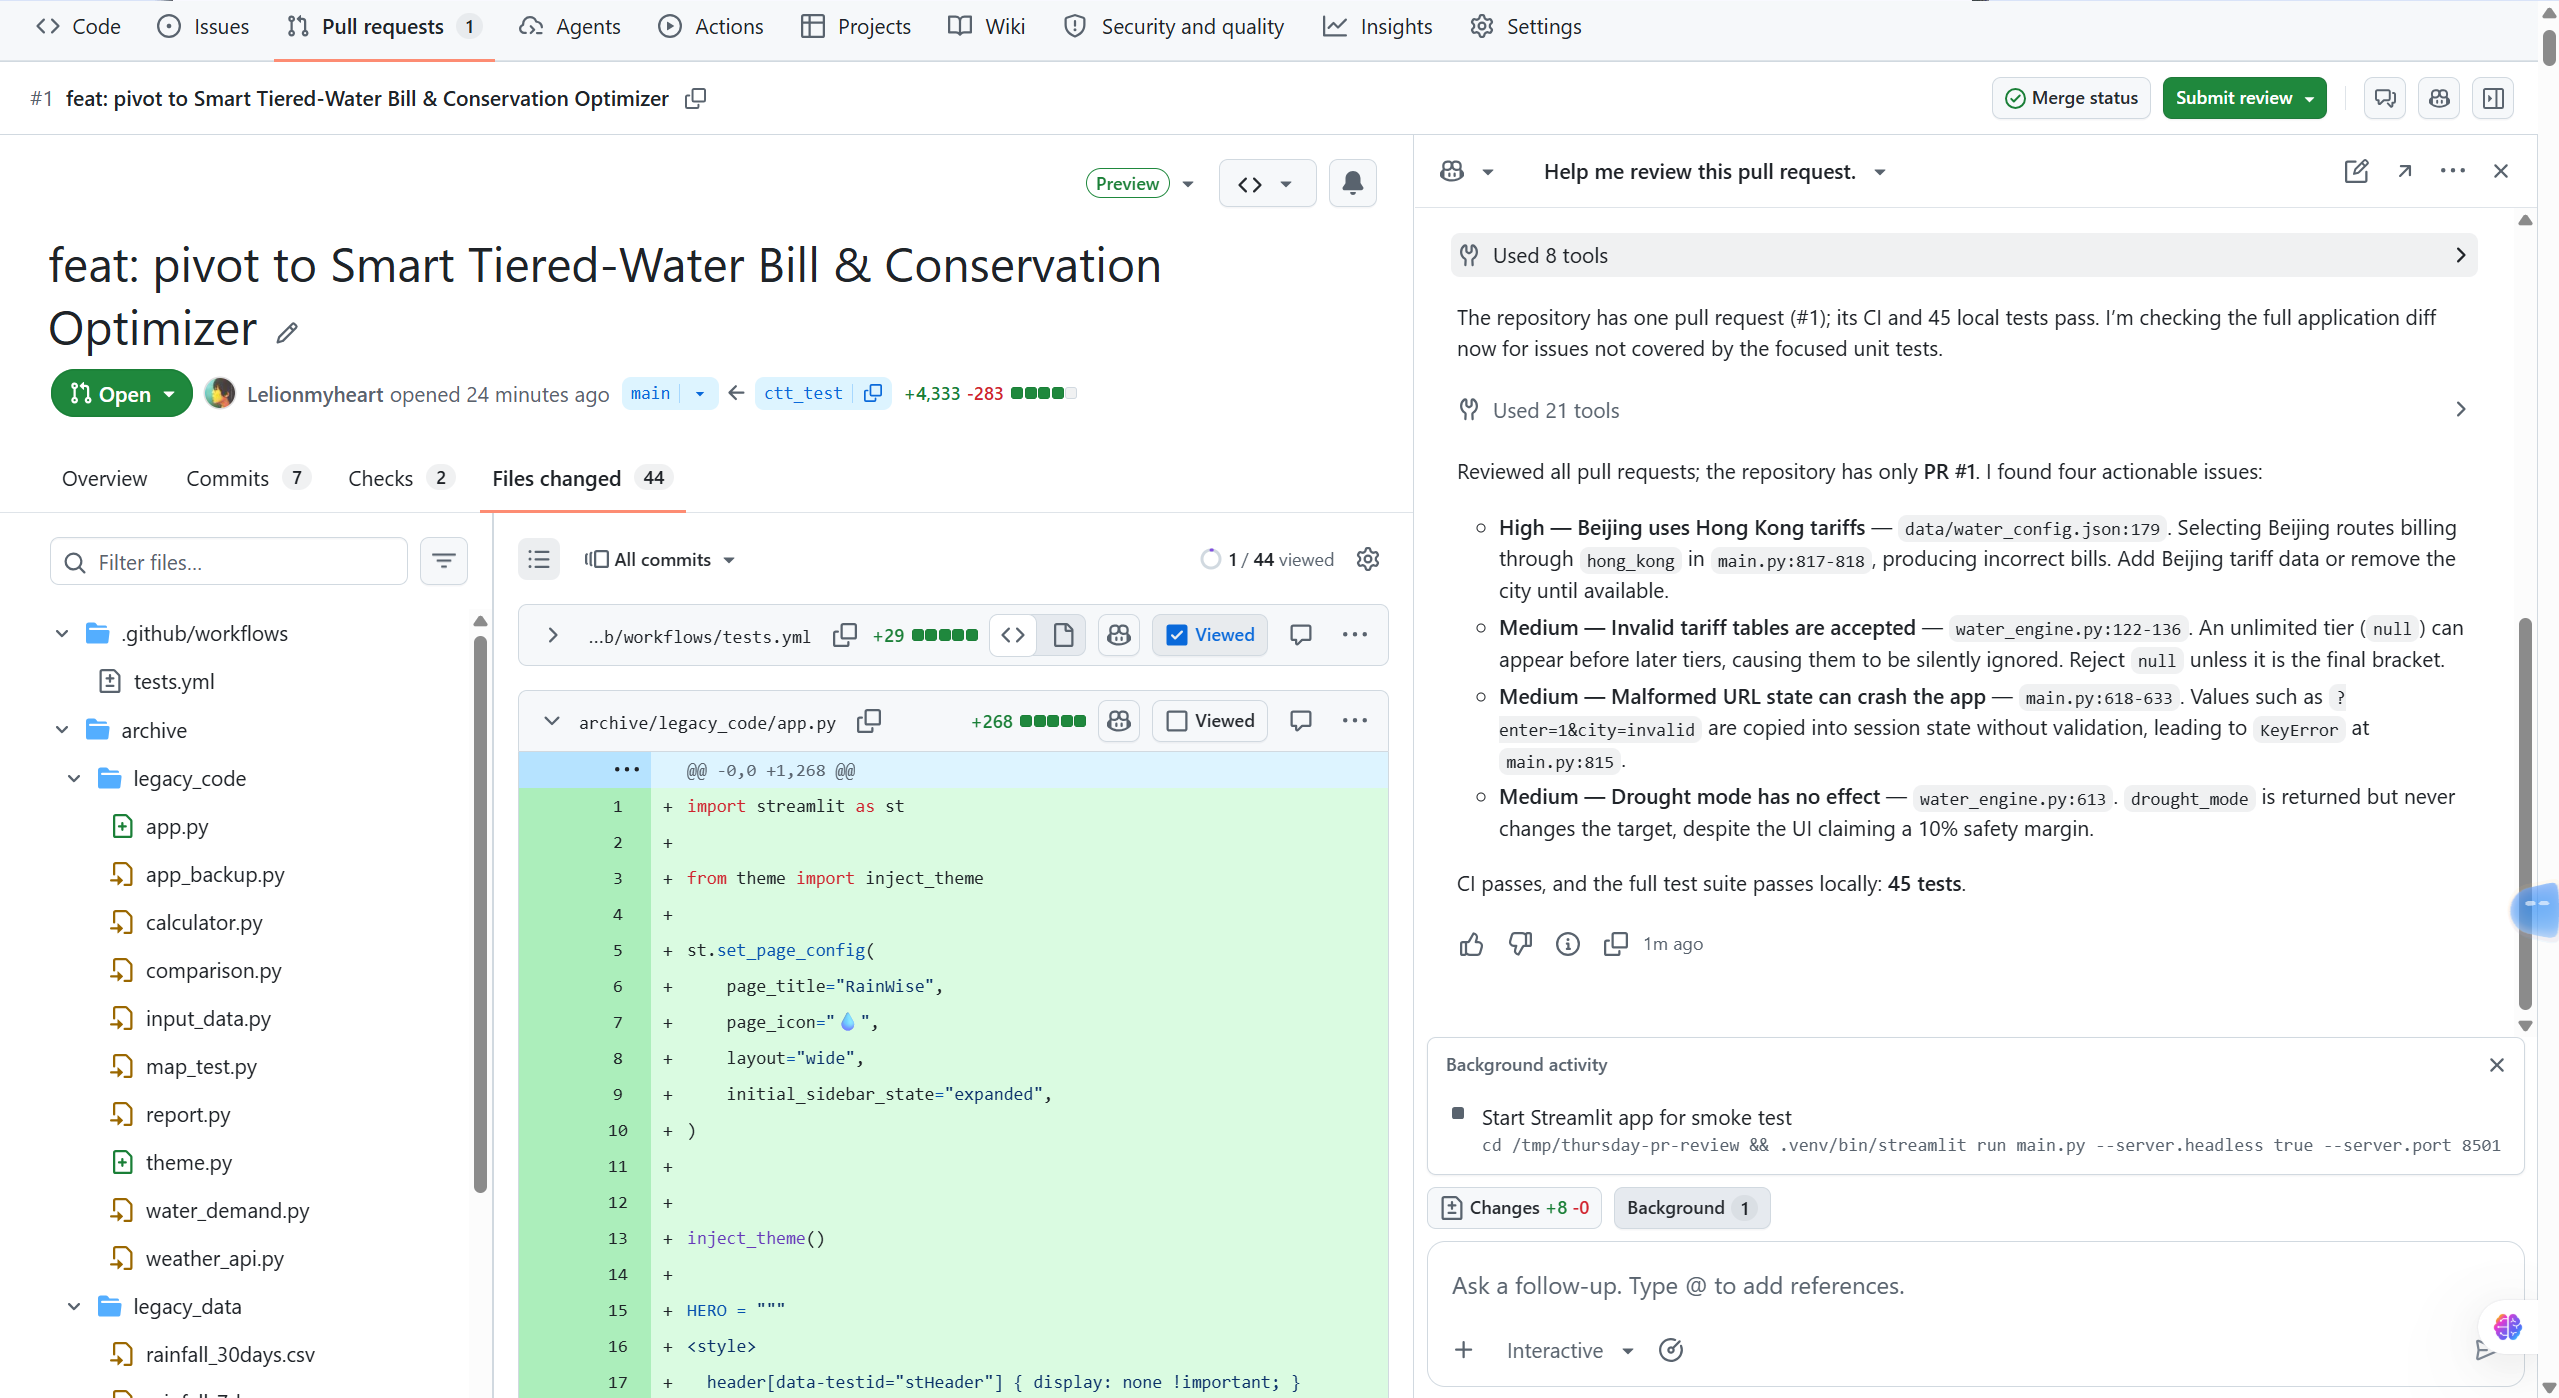 Code Issues Pull requests 1 Agents Actions Projects Wiki Security and quality Insights Settings
#1 feat: pivot to Smart Tiered-Water Bill & Conservation Optimizer Merge status Submit review
Preview
feat: pivot to Smart Tiered-Water Bill & Conservation
Optimizer
Open Lelionmyheart opened 24 minutes ago main ctt_test +4,333 -283
Overview Commits 7 Checks 2 Files changed 44
Filter files...
.github/workflows
tests.yml
archive
legacy_code
app.py
app_backup.py
calculator.py
comparison.py
input_data.py
map_test.py
report.py
theme.py
water_demand.py
weather_api.py
legacy_data
rainfall_30days.csv
All commits 1 / 44 viewed
...b/workflows/tests.yml +29 Viewed
archive/legacy_code/app.py +268 Viewed
@@ -0,0 +1,268 @@
1 + import streamlit as st
2 +
3 + from theme import inject_theme
4 +
5 + st.set_page_config(
6 + page_title="RainWise",
7 + page_icon="💧",
8 + layout="wide",
9 + initial_sidebar_state="expanded",
10 + )
11 +
12 +
13 + inject_theme()
14 +
15 + HERO = """
16 + <style>
17 + header[data-testid="stHeader"] { display: none !important; }
Help me review this pull request.
Used 8 tools
The repository has one pull request (#1); its CI and 45 local tests pass. I'm checking the full application diff
now for issues not covered by the focused unit tests.
Used 21 tools
Reviewed all pull requests; the repository has only PR #1. I found four actionable issues:
High — Beijing uses Hong Kong tariffs — data/water_config.json:179. Selecting Beijing routes billing
through hong_kong in main.py:817-818, producing incorrect bills. Add Beijing tariff data or remove the
city until available.
Medium — Invalid tariff tables are accepted — water_engine.py:122-136. An unlimited tier (null) can
appear before later tiers, causing them to be silently ignored. Reject null unless it is the final bracket.
Medium — Malformed URL state can crash the app — main.py:618-633. Values such as ?
enter=1&city=invalid are copied into session state without validation, leading to KeyError at
main.py:815.
Medium — Drought mode has no effect — water_engine.py:613. drought_mode is returned but never
changes the target, despite the UI claiming a 10% safety margin.
CI passes, and the full test suite passes locally: 45 tests.
1m ago
Background activity
Start Streamlit app for smoke test
cd /tmp/thursday-pr-review && .venv/bin/streamlit run main.py --server.headless true --server.port 8501
Changes +8 -0 Background 1
Ask a follow-up. Type @ to add references.
Interactive